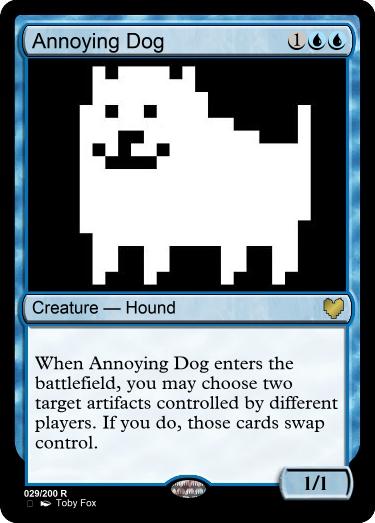 Annoying Dog 1
Creature — Hound
When Annoying Dog enters the
battlefield, you may choose two
target artifacts controlled by different
players. If you do, those cards swap
control.
1/1
029/200 R
Toby Fox